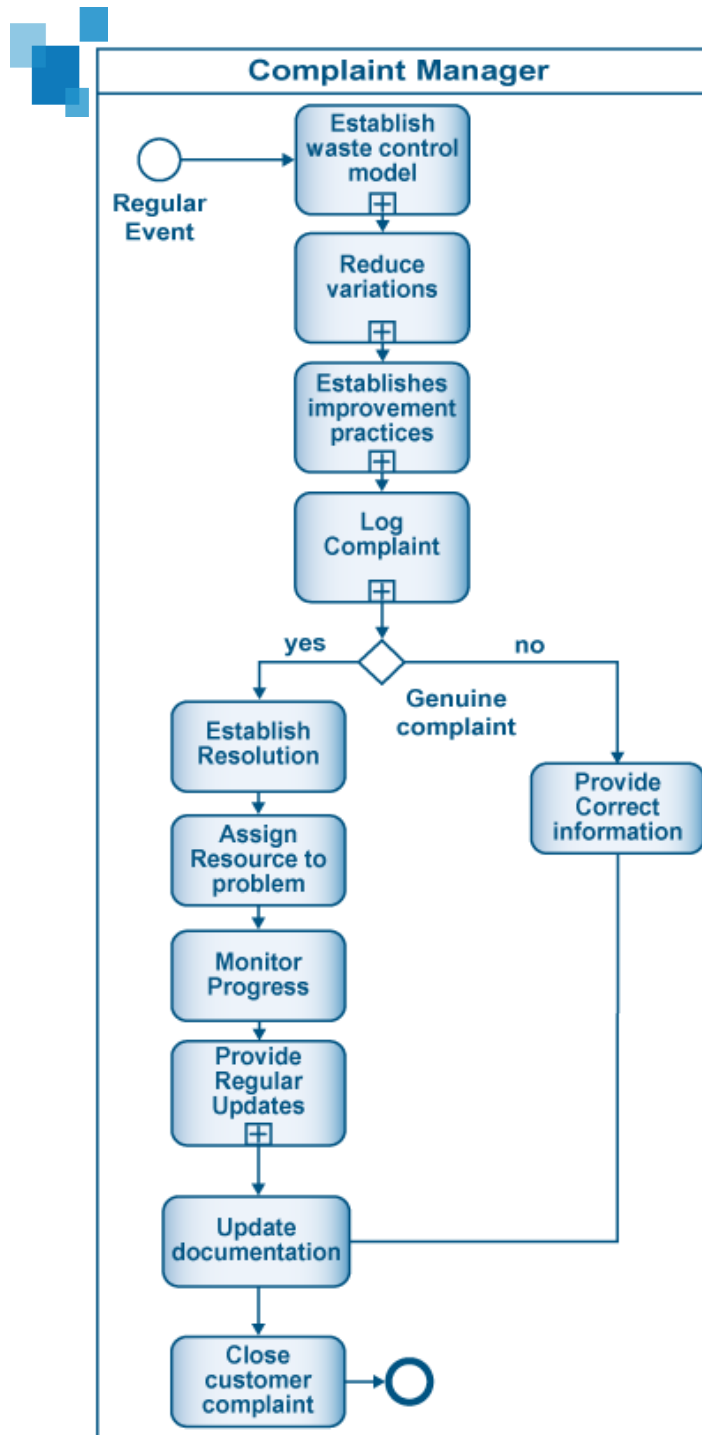 Complaint Manager
Establish
waste control
model
Regular
Event
Reduce
variations
Establishes
improvement
practices
Log
Complaint
yes
no
Genuine
complaint
Establish
Resolution
Provide
Correct
information
Assign
Resource to
problem
Monitor
Progress
Provide
Regular
Updates
Update
documentation
Close
customer
complaint